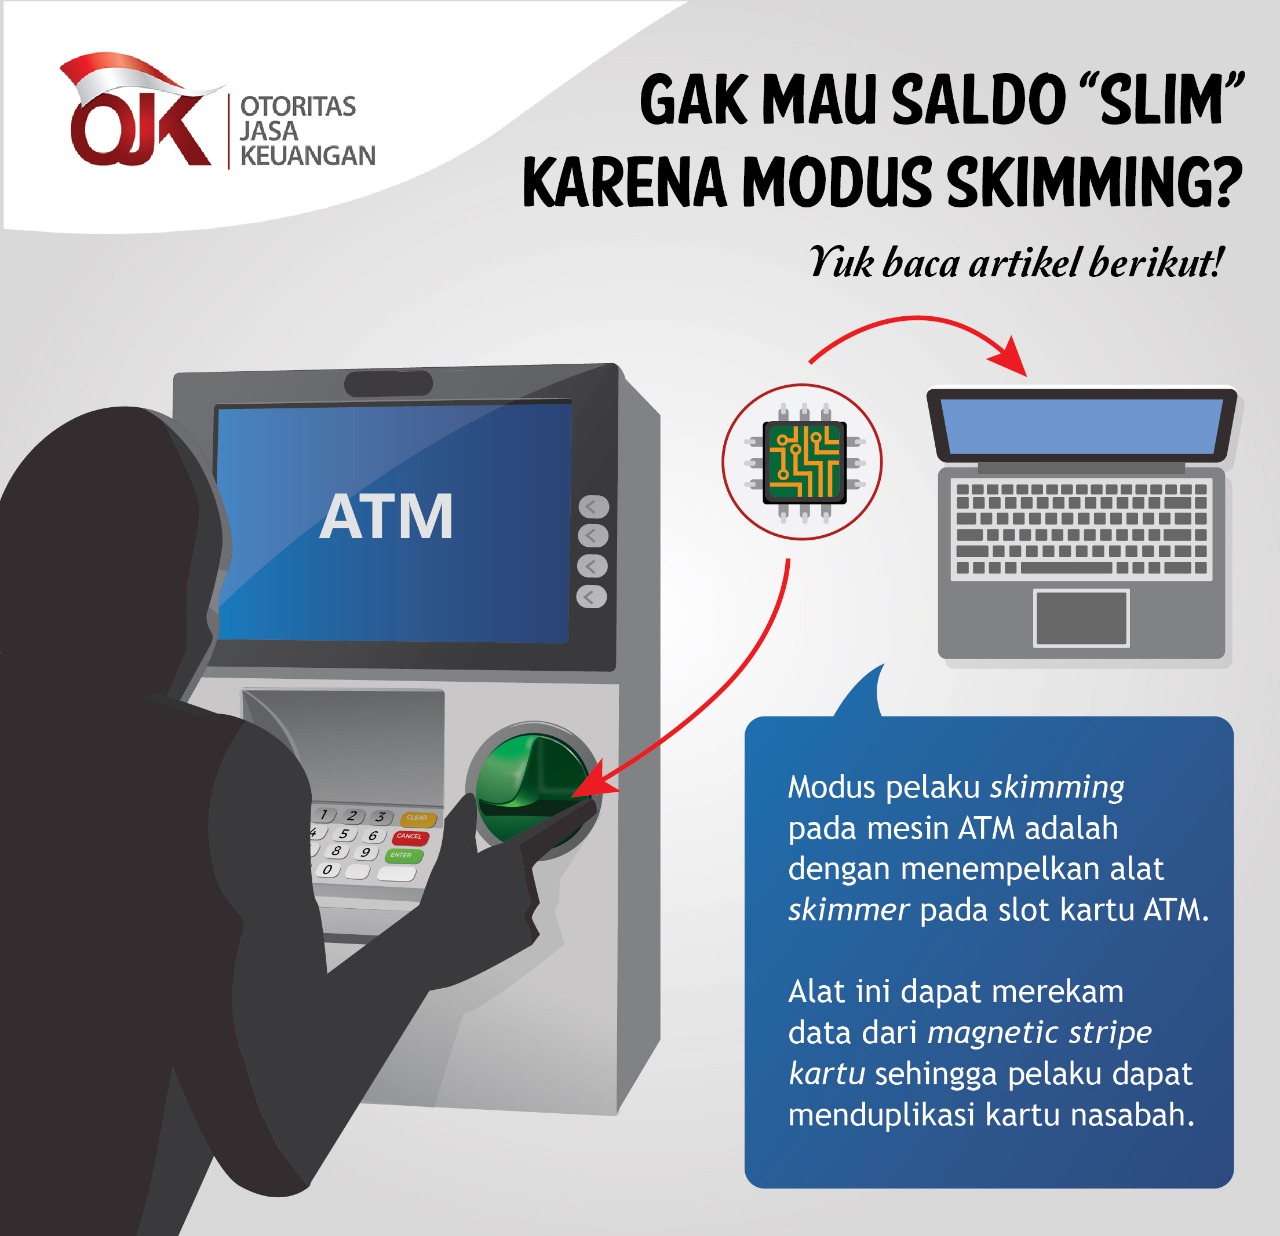 OJK
OTORITAS
JASA
KEUANGAN
GAK MAU SALDO “SLIM”
KARENA MODUS SKIMMING?
Yuk baca artikel berikut!
ATM
1 2 3 CLEAR
4 5 6 CANCEL
8 9 ENTER
0
Modus pelaku skimming
pada mesin ATM adalah
dengan menempelkan alat
skimmer pada slot kartu ATM.
Alat ini dapat merekam
data dari magnetic stripe
kartu sehingga pelaku dapat
menduplikasi kartu nasabah.